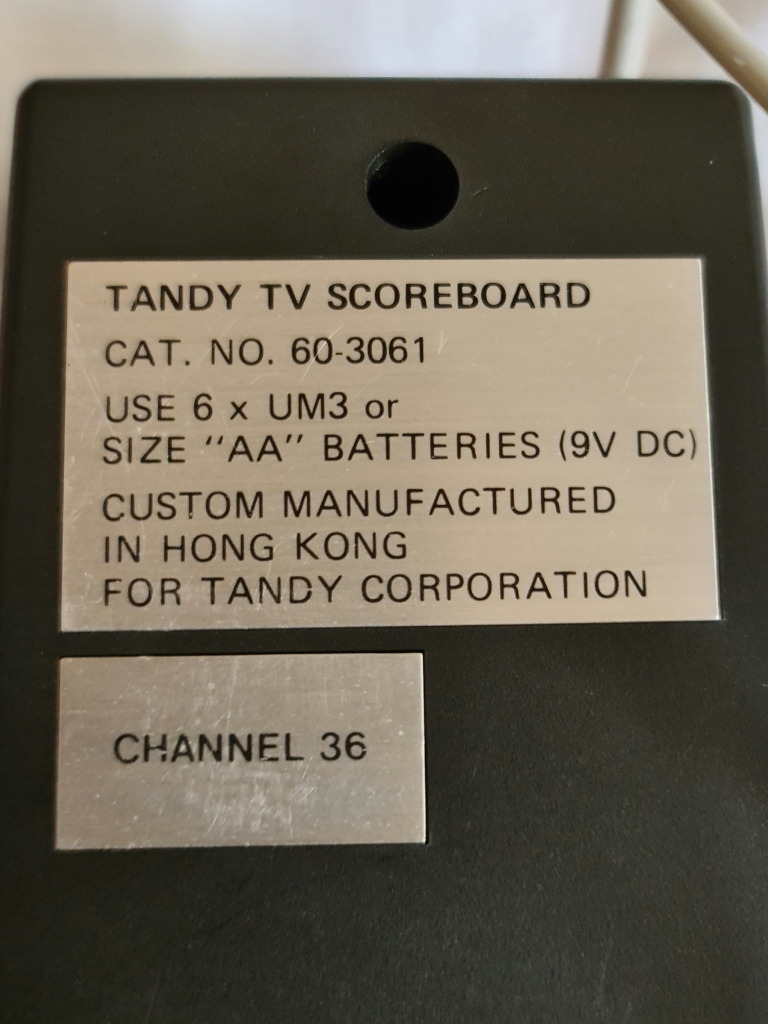 TANDY TV SCOREBOARD
CAT. NO. 60-3061
USE 6 x UM3 or
SIZE "AA" BATTERIES (9V DC)
CUSTOM MANUFACTURED
IN HONG KONG
FOR TANDY CORPORATION
CHANNEL 36